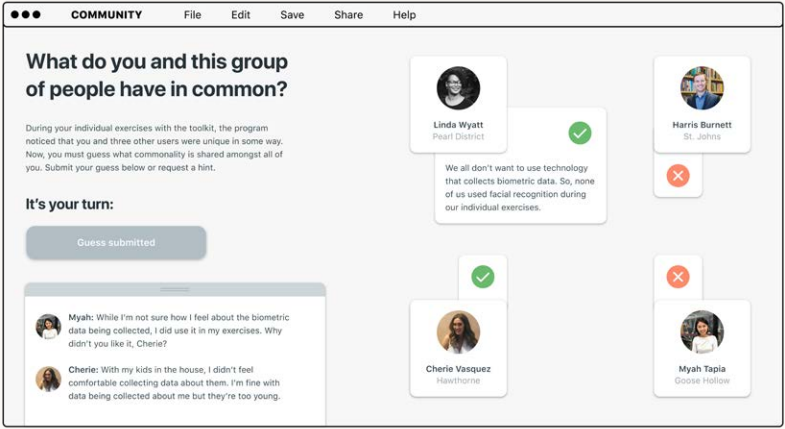 COMMUNITY File Edit Save Share Help
What do you and this group
of people have in common?
During your individual exercises with the toolkit, the program
noticed that you and three other users were unique in some way.
Now, you must guess what commonality is shared amongst all of
you. Submit your guess below or request a hint.
It's your turn:
Guess submitted
Myah: While I'm not sure how I feel about the biometric
data being collected, I did use it in my exercises. Why
didn't you like it, Cherie?
Cherie: With my kids in the house, I didn't feel
comfortable collecting data about them. I'm fine with
data being collected about me but they're too young.
Linda Wyatt
Pearl District
We all don't want to use technology
that collects biometric data. So, none
of us used facial recognition during
our individual exercises.
Harris Burnett
St. Johns
Cherie Vasquez
Hawthorne
Myah Tapia
Goose Hollow